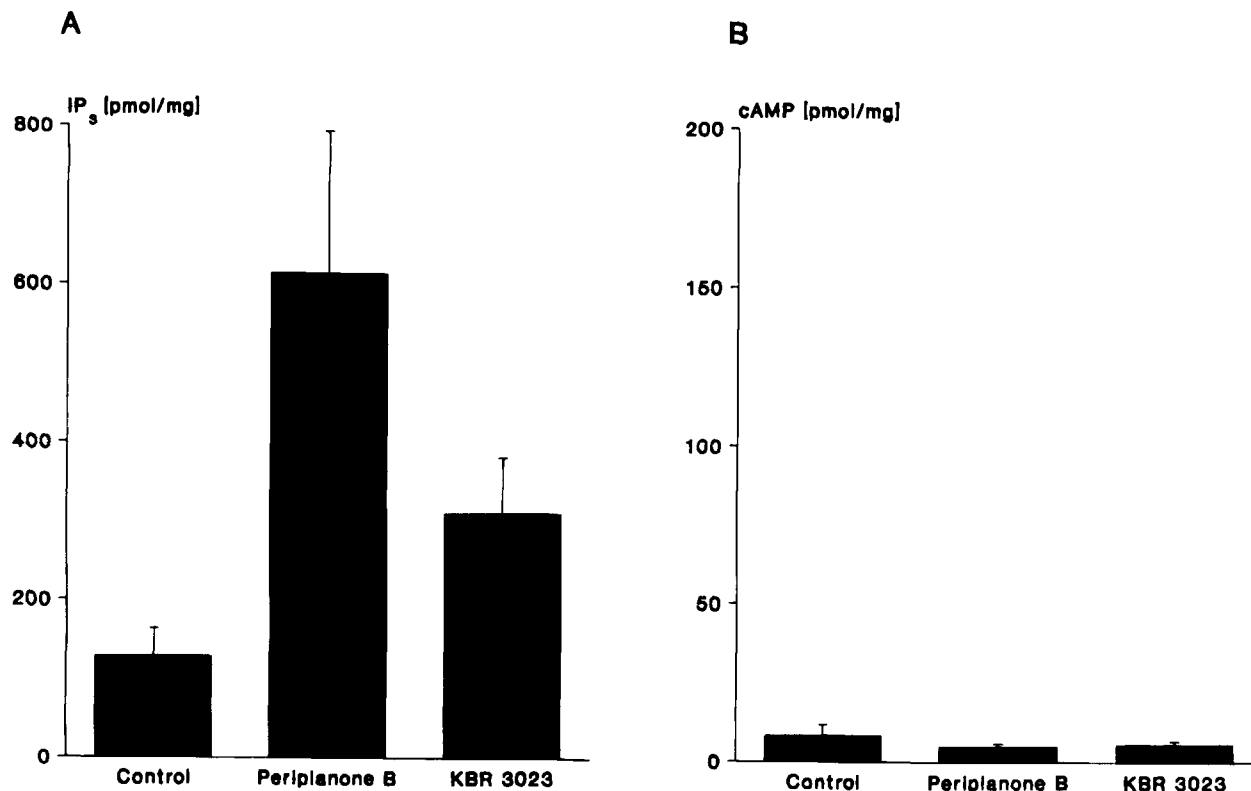 A
IP3 [pmol/mg]
800
600
400
200
0
Control Periplanone B KBR 3023
B
cAMP [pmol/mg]
200
150
100
50
0
Control Periplanone B KBR 3023